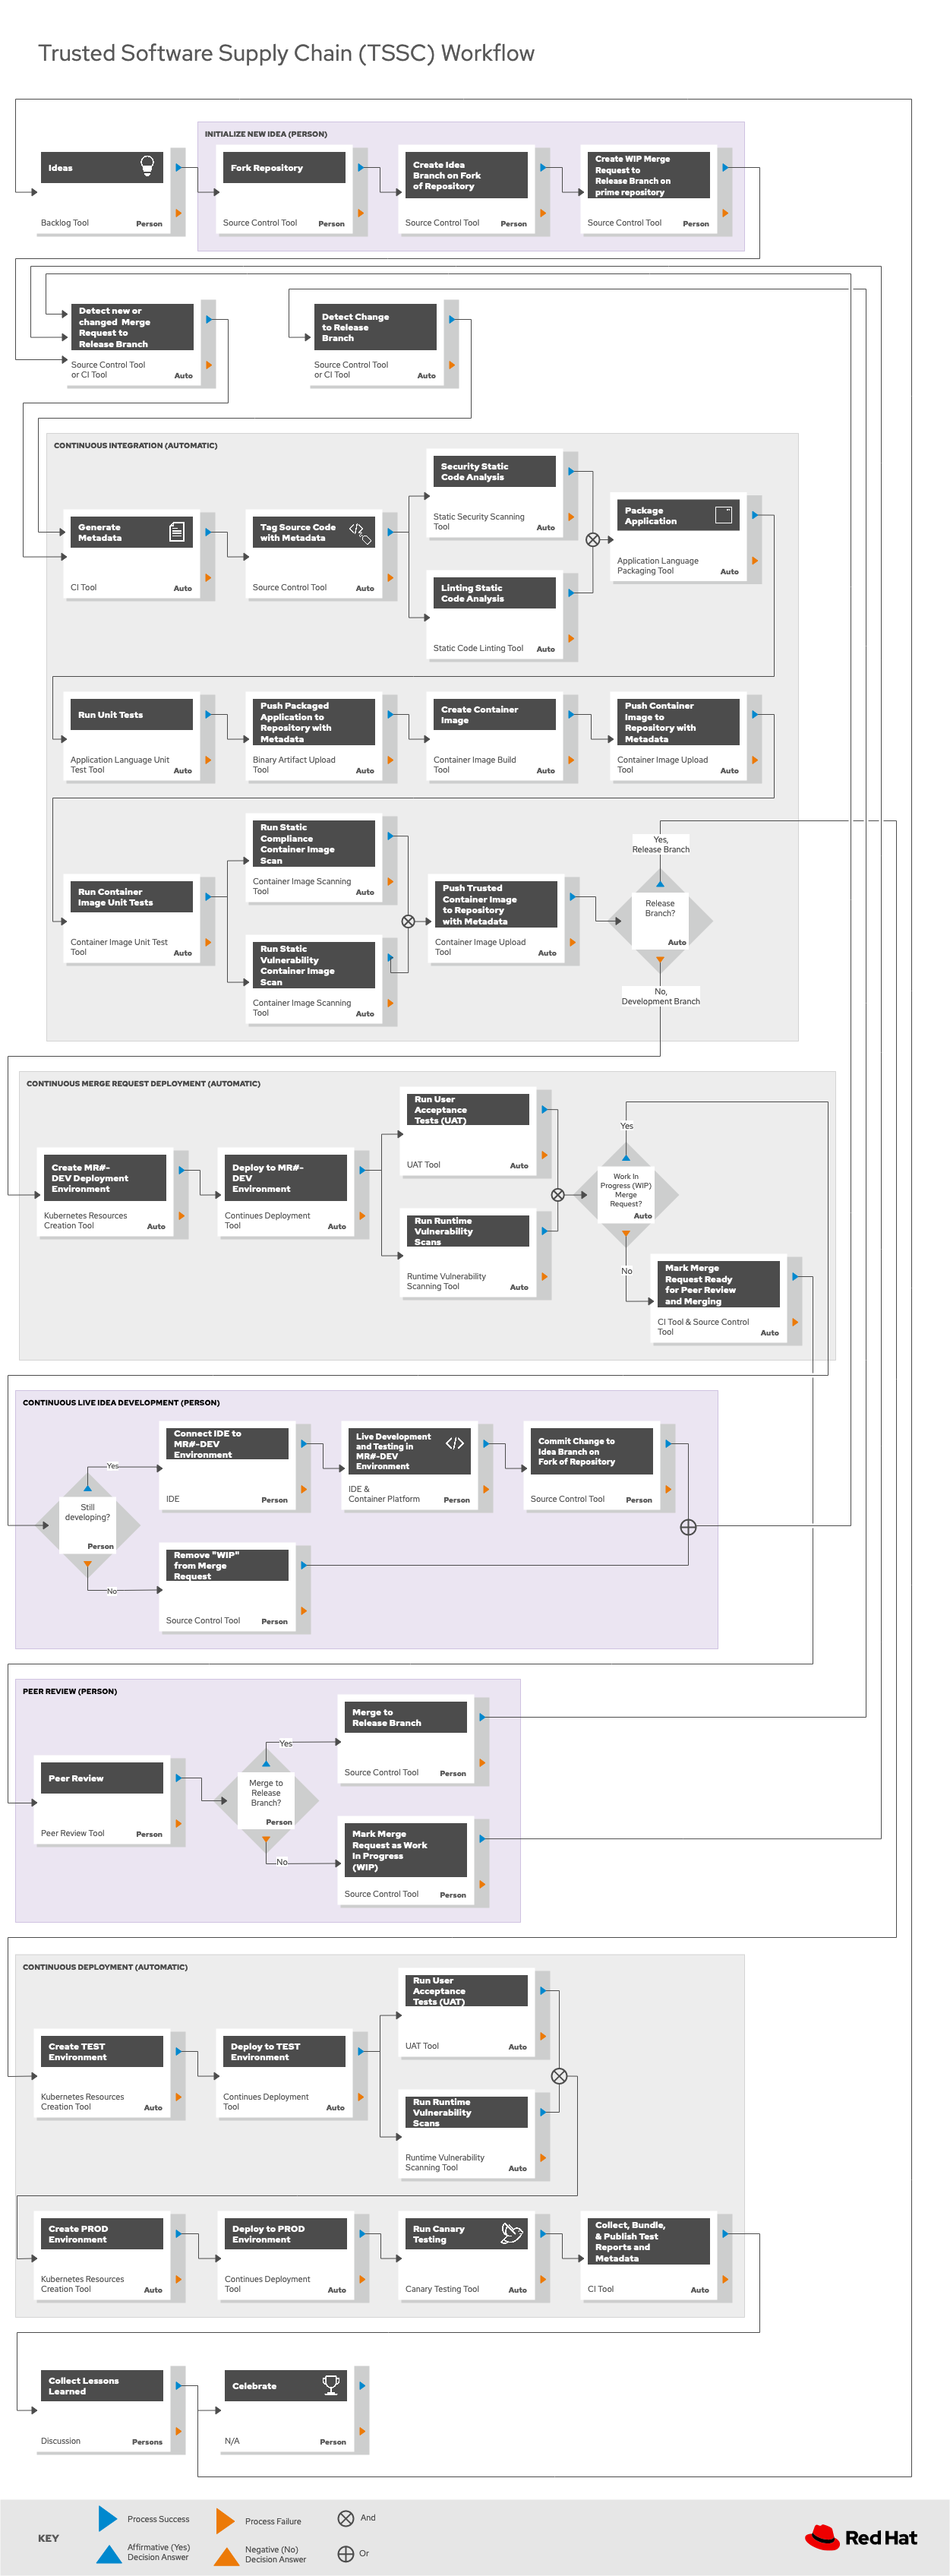 Trusted Software Supply Chain (TSSC) Workflow
INITIALIZE NEW IDEA (PERSON)
Ideas
Backlog Tool
Person
Fork Repository
Source Control Tool
Person
Create Idea
Branch on Fork
of Repository
Source Control Tool
Person
Create WIP Merge
Request to
Release Branch on
prime repository
Source Control Tool
Person
Detect new or
changed Merge
Request to
Release Branch
Source Control Tool
or CI Tool
Auto
Detect Change
to Release
Branch
Source Control Tool
or CI Tool
Auto
CONTINUOUS INTEGRATION (AUTOMATIC)
Generate
Metadata
CI Tool
Auto
Tag Source Code
with Metadata
Source Control Tool
Auto
Security Static
Code Analysis
Static Security Scanning
Tool
Auto
Linting Static
Code Analysis
Static Code Linting Tool
Auto
Package
Application
Application Language
Packaging Tool
Auto
Run Unit Tests
Application Language Unit
Test Tool
Auto
Push Packaged
Application to
Repository with
Metadata
Binary Artifact Upload
Tool
Auto
Create Container
Image
Container Image Build
Tool
Auto
Push Container
Image to
Repository with
Metadata
Container Image Upload
Tool
Auto
Run Container
Image Unit Tests
Container Image Unit Test
Tool
Auto
Run Static
Compliance
Container Image
Scan
Container Image Scanning
Tool
Auto
Run Static
Vulnerability
Container Image
Scan
Container Image Scanning
Tool
Auto
Push Trusted
Container Image
to Repository
with Metadata
Container Image Upload
Tool
Auto
Yes,
Release Branch
Release
Branch?
Auto
No,
Development Branch
CONTINUOUS MERGE REQUEST DEPLOYMENT (AUTOMATIC)
Create MR#-
DEV Deployment
Environment
Kubernetes Resources
Creation Tool
Auto
Deploy to MR#-
DEV Environment
Continues Deployment
Tool
Auto
Run User
Acceptance
Tests (UAT)
UAT Tool
Auto
Run Runtime
Vulnerability
Scans
Runtime Vulnerability
Scanning Tool
Auto
Yes
Work In
Progress (WIP)
Merge
Request?
Auto
No
Mark Merge
Request Ready
for Peer Review
and Merging
CI Tool & Source Control
Tool
Auto
CONTINUOUS LIVE IDEA DEVELOPMENT (PERSON)
Still
developing?
Person
Yes
No
Connect IDE to
MR#-DEV
Environment
IDE
Person
Live Development
and Testing in
MR#-DEV
Environment
IDE &
Container Platform
Person
Commit Change to
Idea Branch on
Fork of Repository
Source Control Tool
Person
Remove "WIP"
from Merge
Request
Source Control Tool
Person
PEER REVIEW (PERSON)
Peer Review
Peer Review Tool
Person
Merge to
Release
Branch?
Person
Yes
No
Merge to
Release Branch
Source Control Tool
Person
Mark Merge
Request as Work
In Progress
(WIP)
Source Control Tool
Person
CONTINUOUS DEPLOYMENT (AUTOMATIC)
Create TEST
Environment
Kubernetes Resources
Creation Tool
Auto
Deploy to TEST
Environment
Continues Deployment
Tool
Auto
Run User
Acceptance
Tests (UAT)
UAT Tool
Auto
Run Runtime
Vulnerability
Scans
Runtime Vulnerability
Scanning Tool
Auto
Create PROD
Environment
Kubernetes Resources
Creation Tool
Auto
Deploy to PROD
Environment
Continues Deployment
Tool
Auto
Run Canary
Testing
Canary Testing Tool
Auto
Collect, Bundle,
& Publish Test
Reports and
Metadata
CI Tool
Auto
Collect Lessons
Learned
Discussion
Persons
Celebrate
N/A
Person
KEY
Process Success
Affirmative (Yes)
Decision Answer
Process Failure
Negative (No)
Decision Answer
And
Or
Red Hat